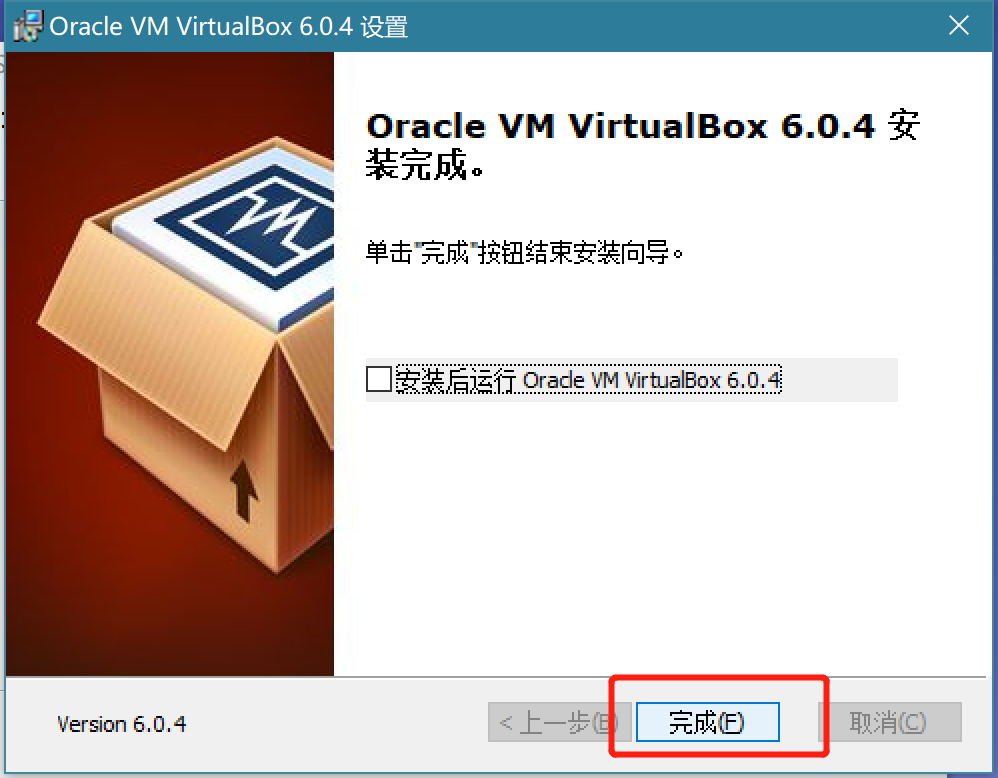 Oracle VM VirtualBox 6.0.4 设置
Oracle VM VirtualBox 6.0.4 安
装完成。
单击"完成"按钮结束安装向导。
安装后运行 Oracle VM VirtualBox 6.0.4
Version 6.0.4
< 上一步(B) 完成(F) 取消(C)